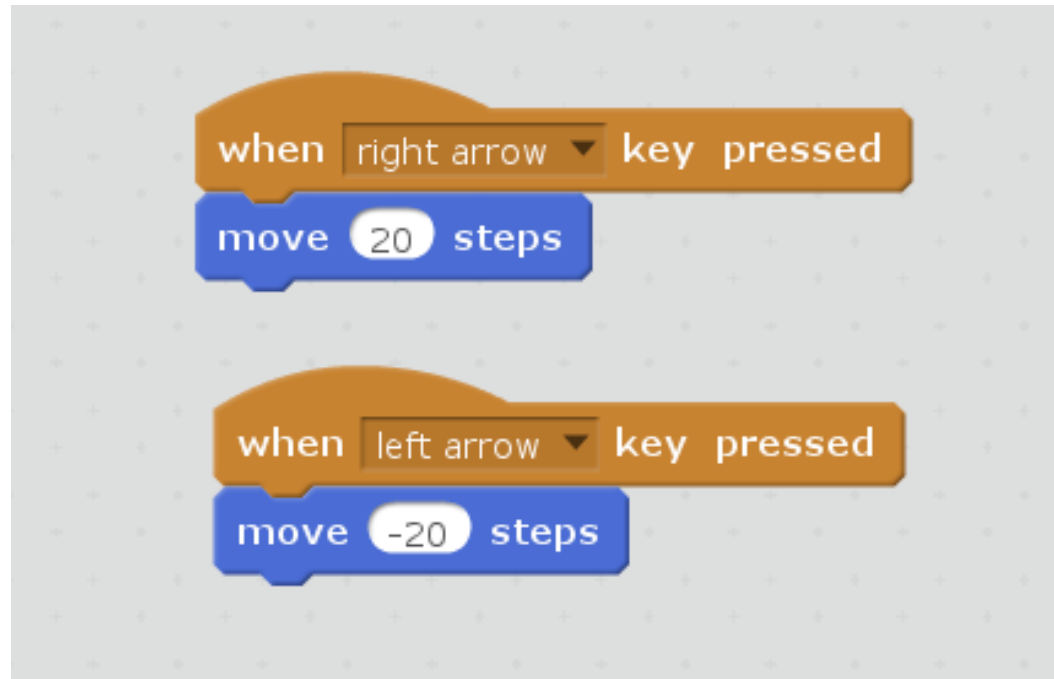 when right arrow key pressed
move 20 steps
when left arrow key pressed
move -20 steps